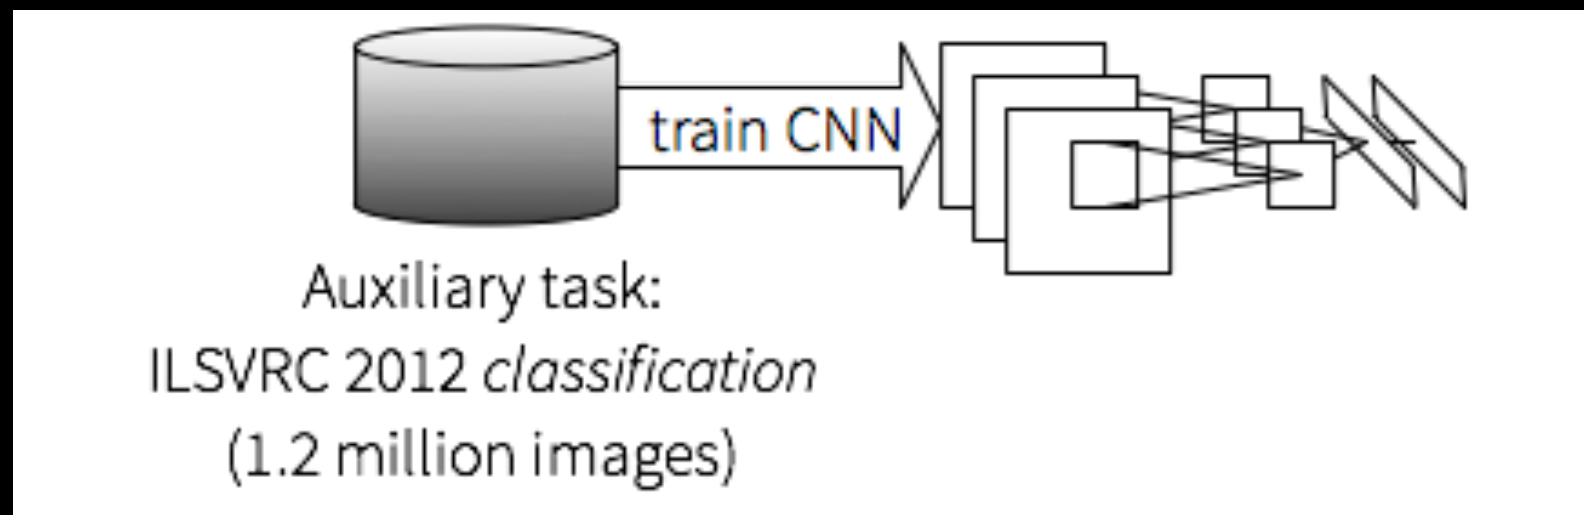 train CNN
Auxiliary task:
ILSVRC 2012 classification
(1.2 million images)